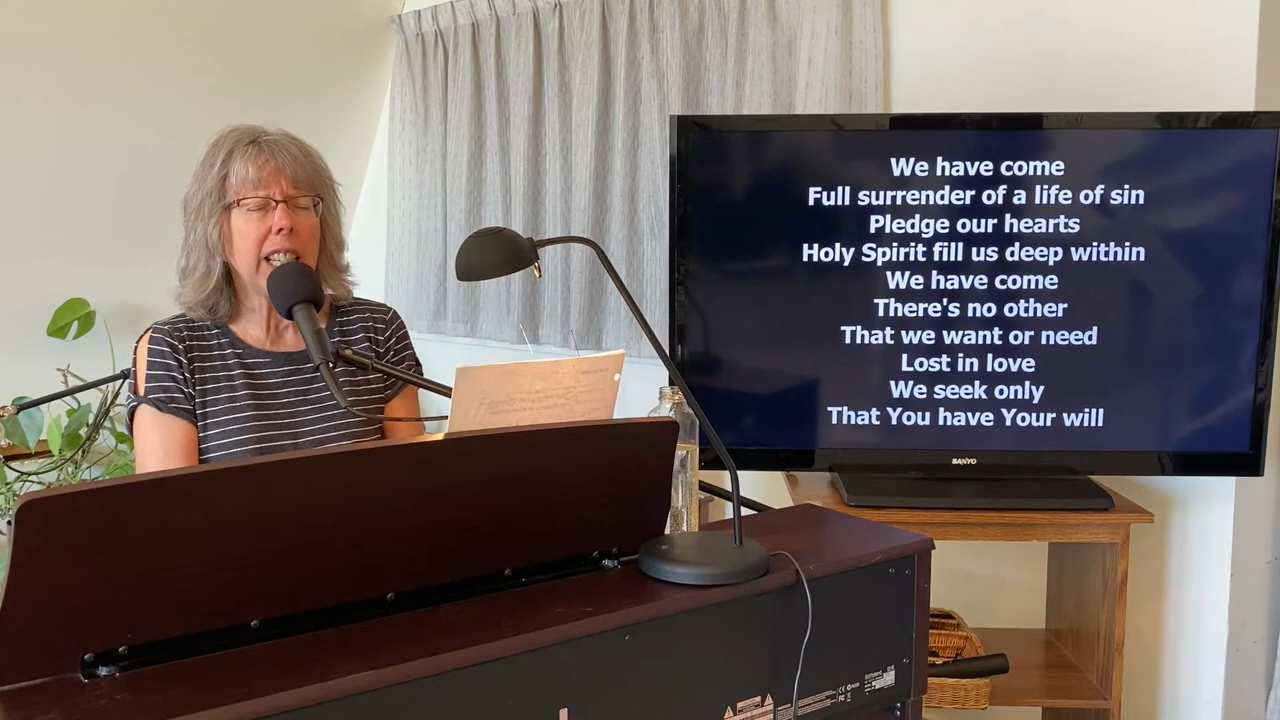 We have come
Full surrender of a life of sin
Pledge our hearts
Holy Spirit fill us deep within
We have come
There's no other
That we want or need
Lost in love
We seek only
That You have Your will
SANYO